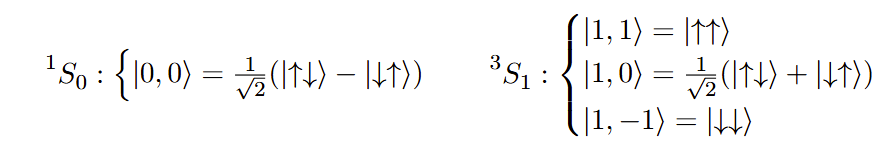 ¹S₀ : { |0, 0⟩ = 1/√2 (|↑↓⟩ − |↓↑⟩)
³S₁ : { |1, 1⟩ = |↑↑⟩
|1, 0⟩ = 1/√2 (|↑↓⟩ + |↓↑⟩)
|1, −1⟩ = |↓↓⟩